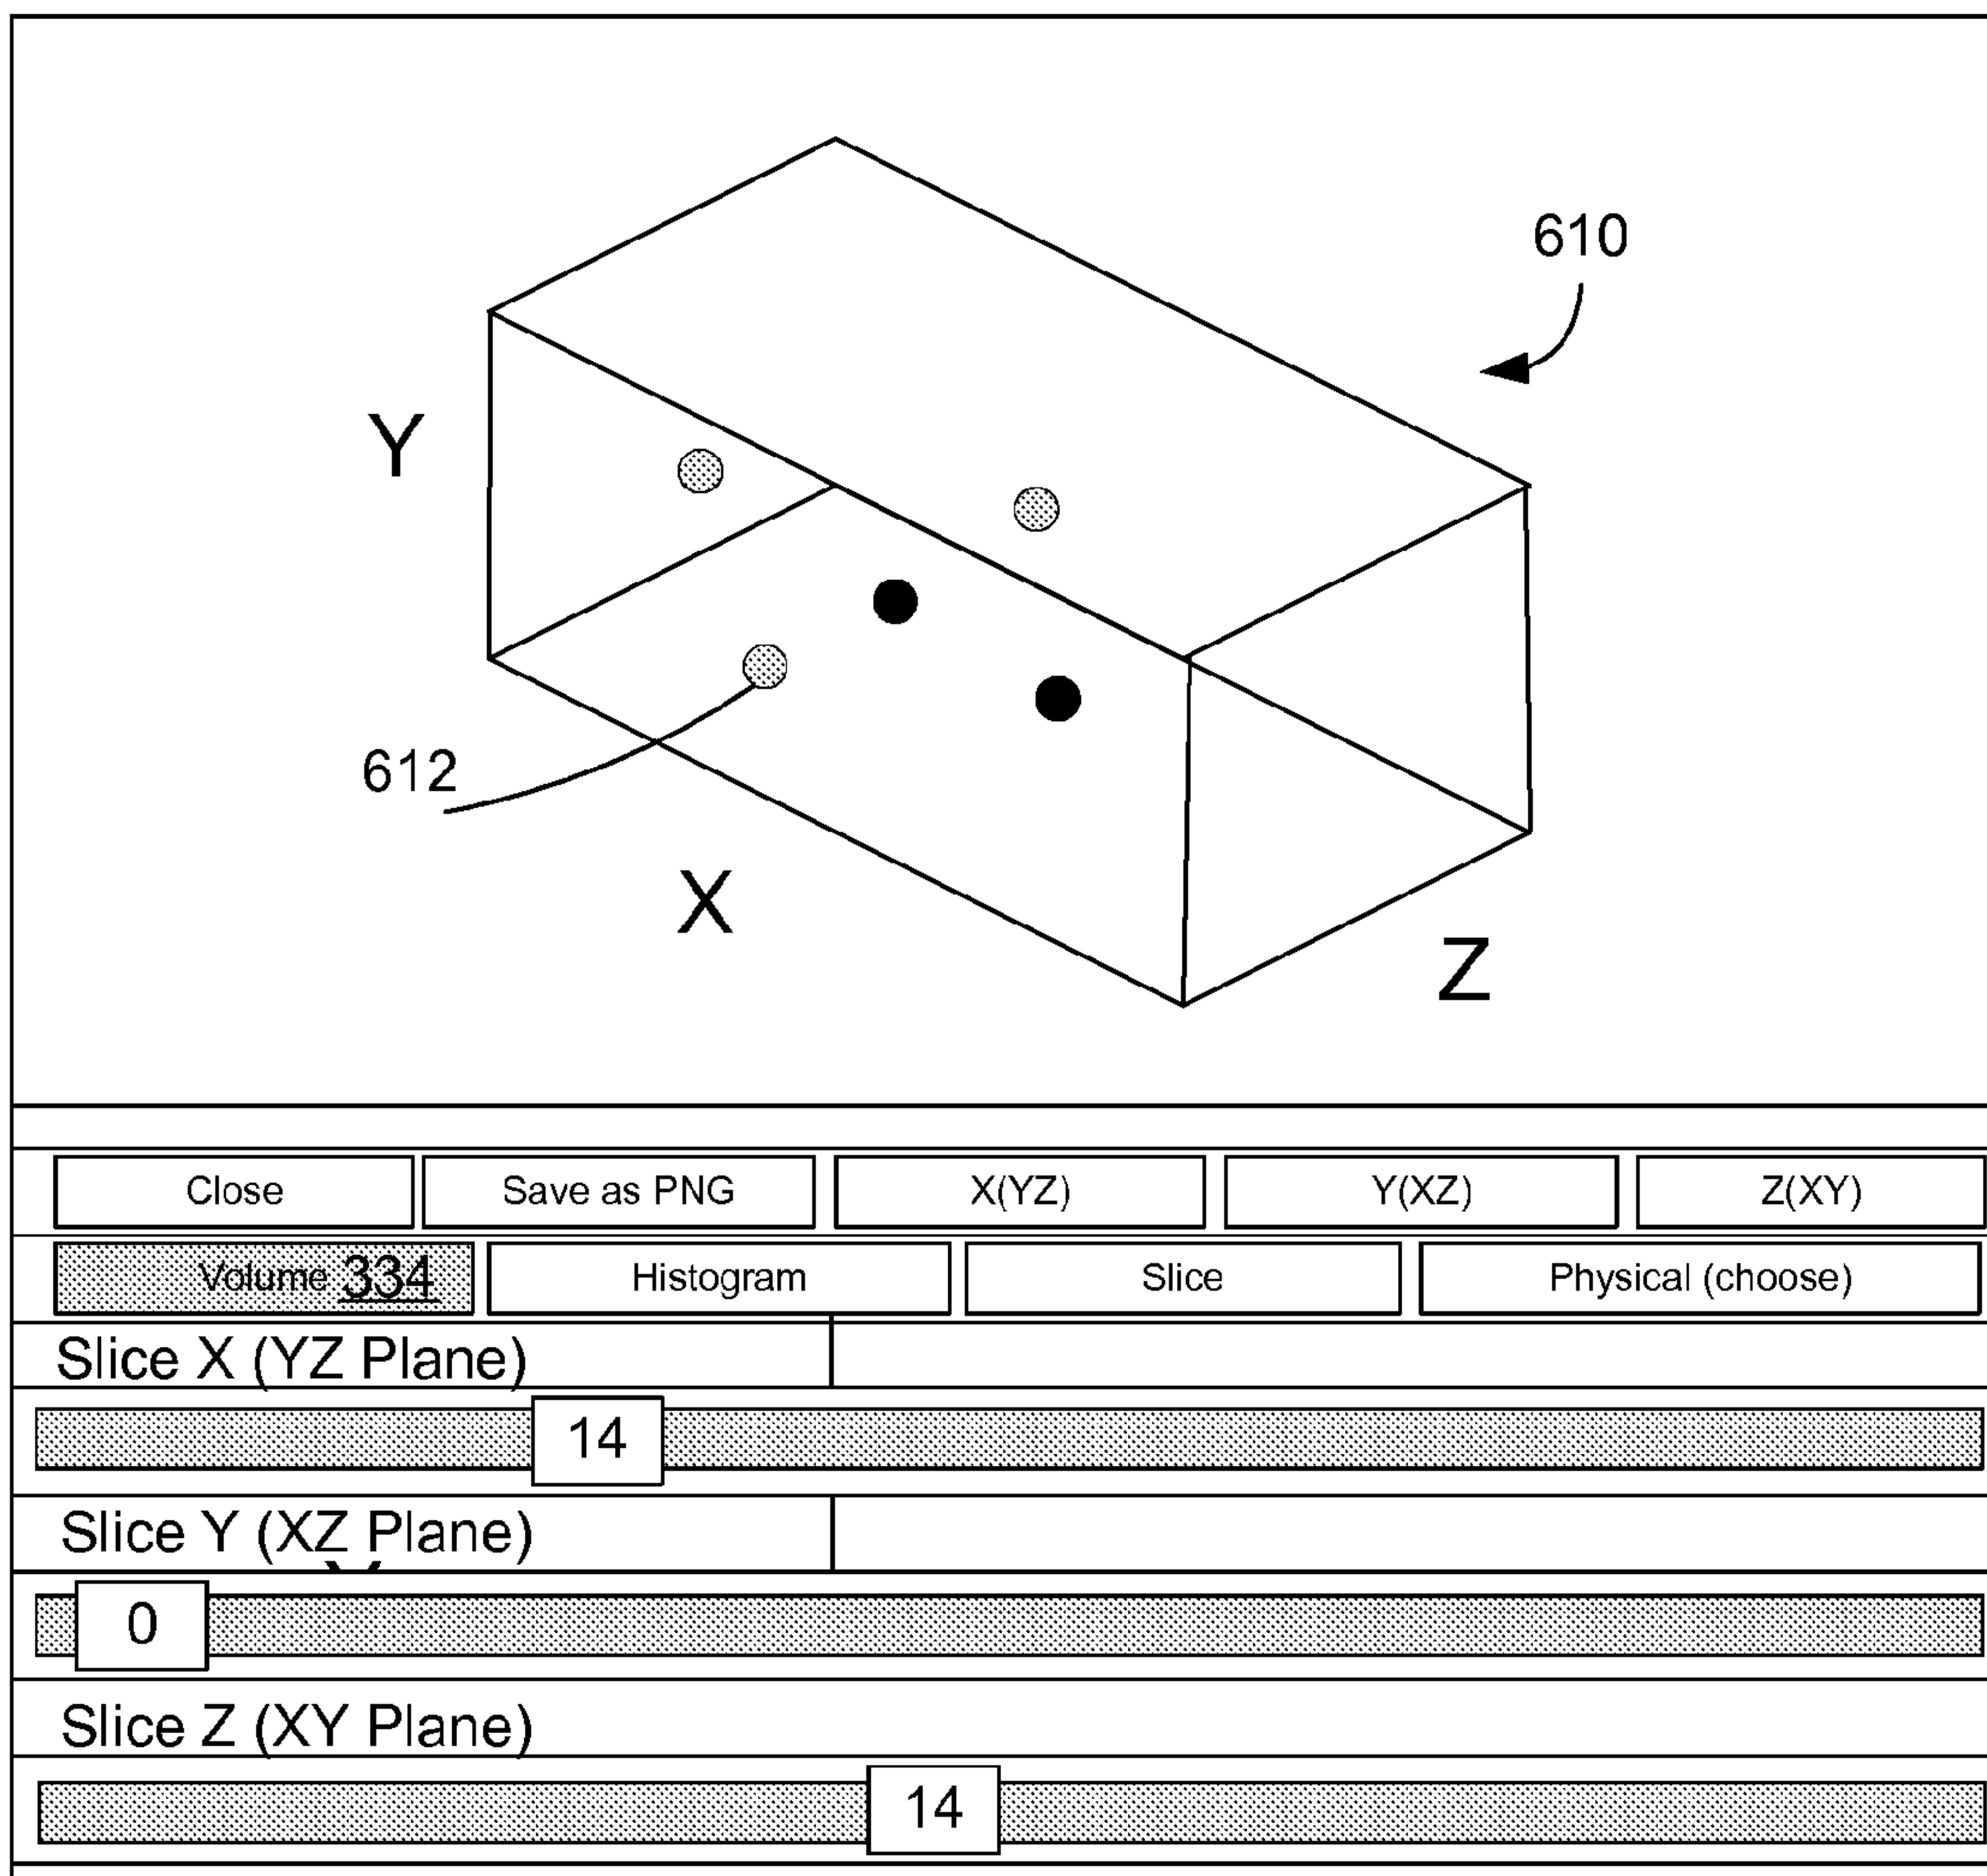 610
Y
612
X
Z
Close Save as PNG X(YZ) Y(XZ) Z(XY)
Volume 334 Histogram Slice Physical (choose)
Slice X (YZ Plane)
14
Slice Y (XZ Plane)
0
Slice Z (XY Plane)
14